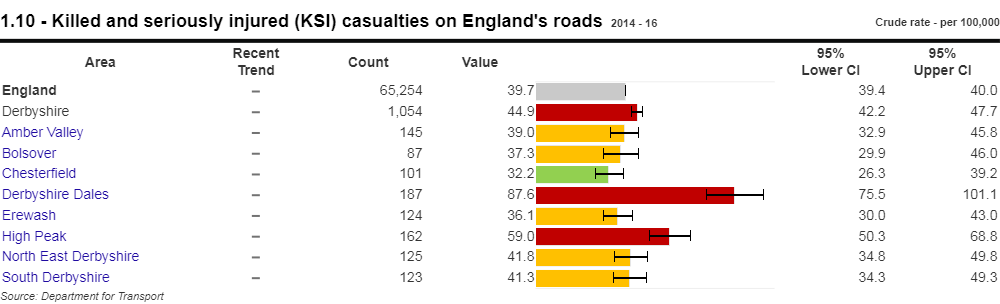 1.10 - Killed and seriously injured (KSI) casualties on England's roads 2014 - 16 Crude rate - per 100,000
Area Recent Trend Count Value 95% Lower CI 95% Upper CI
England – 65,254 39.7 39.4 40.0
Derbyshire – 1,054 44.9 42.2 47.7
Amber Valley – 145 39.0 32.9 45.8
Bolsover – 87 37.3 29.9 46.0
Chesterfield – 101 32.2 26.3 39.2
Derbyshire Dales – 187 87.6 75.5 101.1
Erewash – 124 36.1 30.0 43.0
High Peak – 162 59.0 50.3 68.8
North East Derbyshire – 125 41.8 34.8 49.8
South Derbyshire – 123 41.3 34.3 49.3
Source: Department for Transport